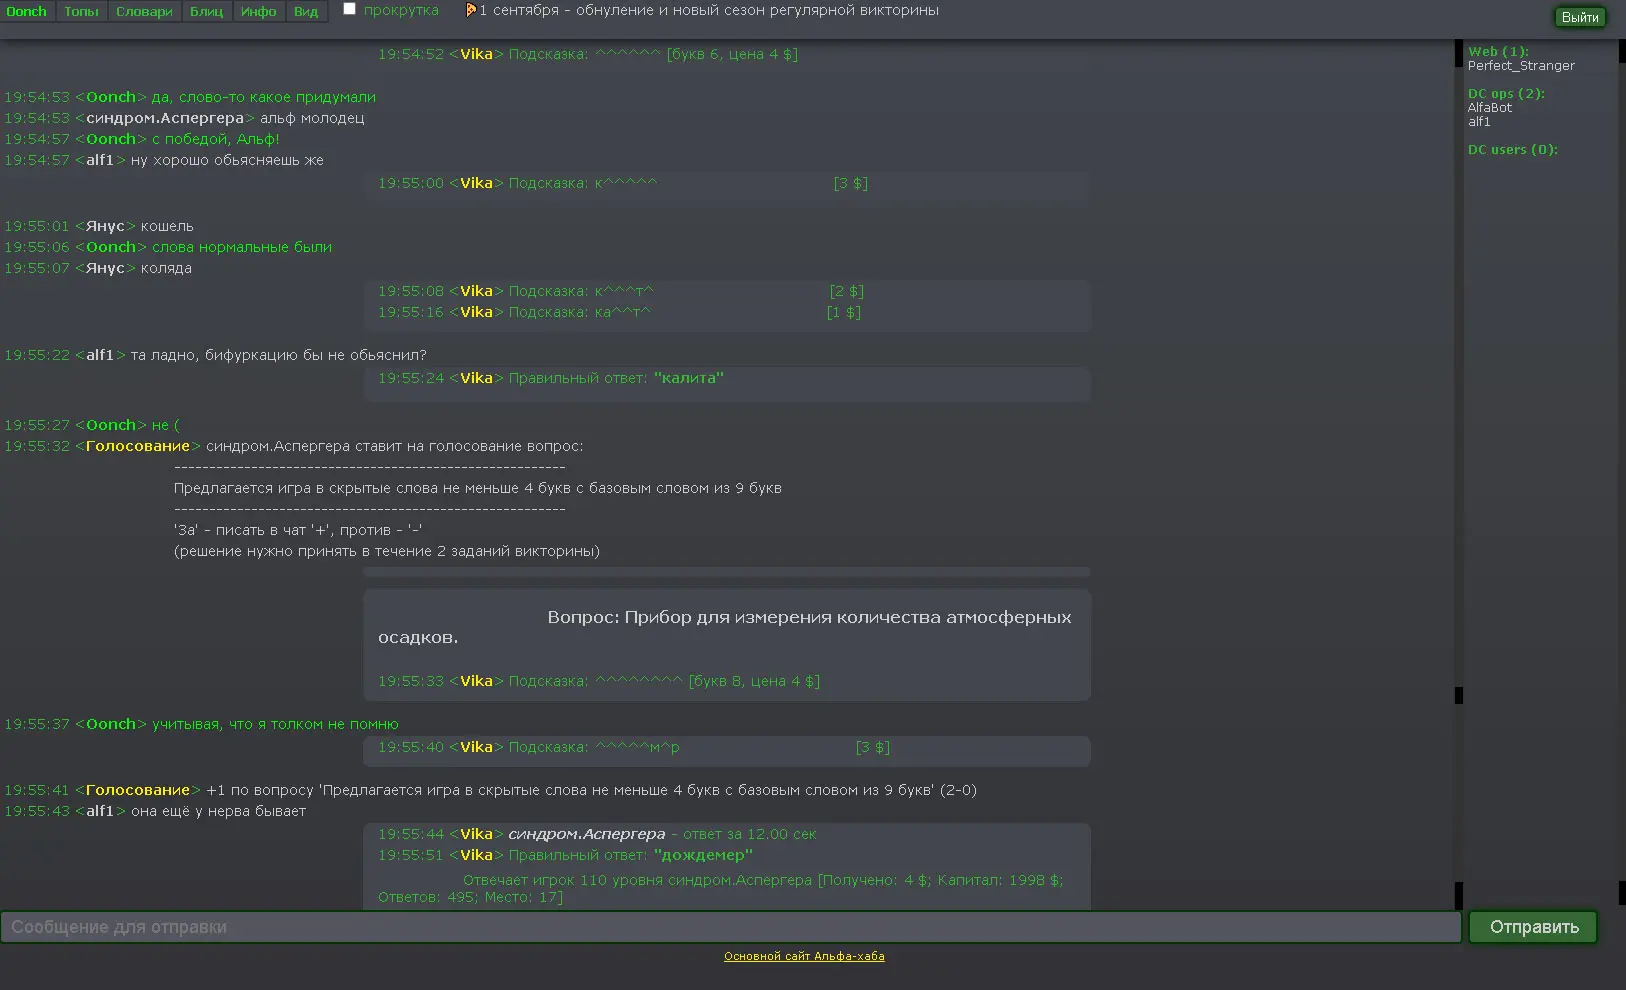 Oonch Топы Словари Блиц Инфо Вид прокрутка 1 сентября - обнуление и новый сезон регулярной викторины Выйти
19:54:52 <Vika> Подсказка: ^^^^^^ [букв 6, цена 4 $]
19:54:53 <Oonch> да, слово-то какое придумали
19:54:53 <синдром.Аспергера> альф молодец
19:54:57 <Oonch> с победой, Альф!
19:54:57 <alf1> ну хорошо обьясняешь же
19:55:00 <Vika> Подсказка: к^^^^^ [3 $]
19:55:01 <Янус> кошель
19:55:06 <Oonch> слова нормальные были
19:55:07 <Янус> коляда
19:55:08 <Vika> Подсказка: к^^^т^ [2 $]
19:55:16 <Vika> Подсказка: ка^^т^ [1 $]
19:55:22 <alf1> та ладно, бифуркацию бы не обьяснил?
19:55:24 <Vika> Правильный ответ: "калита"
19:55:27 <Oonch> не (
19:55:32 <Голосование> синдром.Аспергера ставит на голосование вопрос:
--------------------------------------------------------
Предлагается игра в скрытые слова не меньше 4 букв с базовым словом из 9 букв
--------------------------------------------------------
'За' - писать в чат '+', против - '-'
(решение нужно принять в течение 2 заданий викторины)
Вопрос: Прибор для измерения количества атмосферных
осадков.
19:55:33 <Vika> Подсказка: ^^^^^^^^ [букв 8, цена 4 $]
19:55:37 <Oonch> учитывая, что я толком не помню
19:55:40 <Vika> Подсказка: ^^^^^м^р [3 $]
19:55:41 <Голосование> +1 по вопросу 'Предлагается игра в скрытые слова не меньше 4 букв с базовым словом из 9 букв' (2-0)
19:55:43 <alf1> она ещё у нерва бывает
19:55:44 <Vika> синдром.Аспергера - ответ за 12.00 сек
19:55:51 <Vika> Правильный ответ: "дождемер"
Отвечает игрок 110 уровня синдром.Аспергера [Получено: 4 $; Капитал: 1998 $;
Ответов: 495; Место: 17]
Web (1):
Perfect_Stranger
DC ops (2):
AlfaBot
alf1
DC users (0):
Сообщение для отправки
Отправить
Основной сайт Альфа-хаба